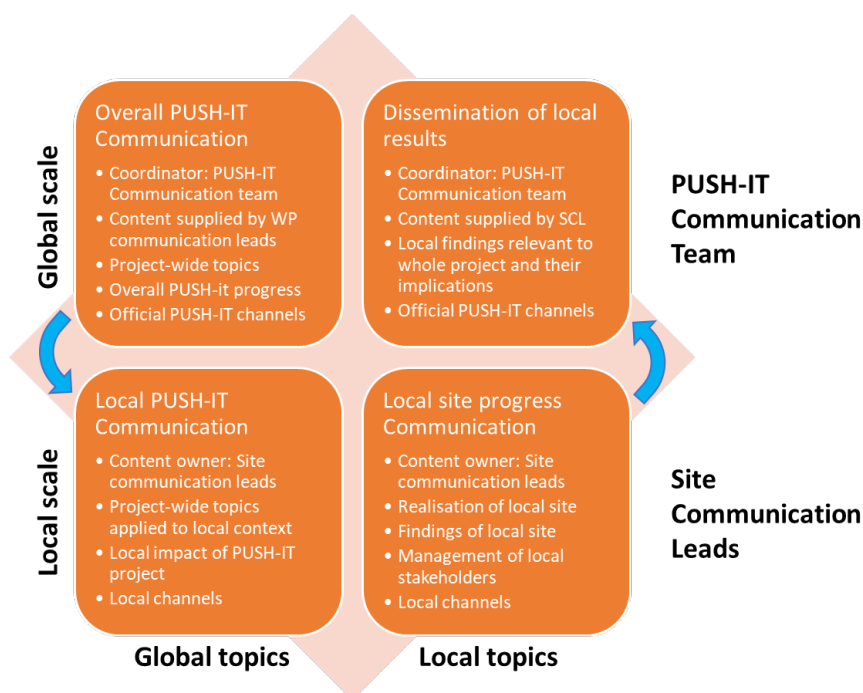 Global scale
Overall PUSH-IT
Communication
• Coordinator: PUSH-IT
Communication team
• Content supplied by WP
communication leads
• Project-wide topics
• Overall PUSH-it progress
• Official PUSH-IT channels
Dissemination of local
results
• Coordinator: PUSH-IT
Communication team
• Content supplied by SCL
• Local findings relevant to
whole project and their
implications
• Official PUSH-IT channels
PUSH-IT
Communication
Team
Local scale
Local PUSH-IT
Communication
• Content owner: Site
communication leads
• Project-wide topics
applied to local context
• Local impact of PUSH-IT
project
• Local channels
Local site progress
Communication
• Content owner: Site
communication leads
• Realisation of local site
• Findings of local site
• Management of local
stakeholders
• Local channels
Site
Communication
Leads
Global topics
Local topics